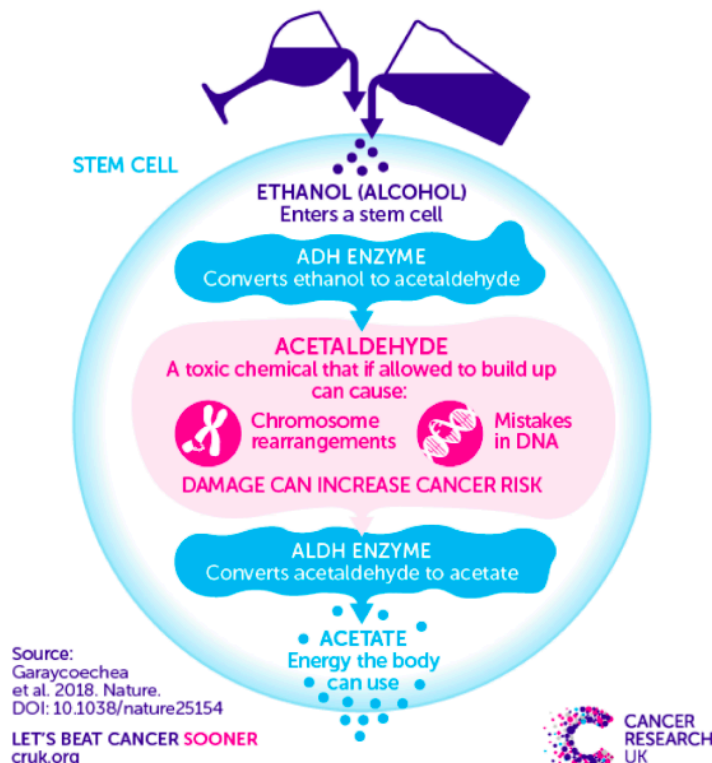 STEM CELL
ETHANOL (ALCOHOL)
Enters a stem cell
ADH ENZYME
Converts ethanol to acetaldehyde
ACETALDEHYDE
A toxic chemical that if allowed to build up
can cause:
Chromosome
rearrangements
Mistakes
in DNA
DAMAGE CAN INCREASE CANCER RISK
ALDH ENZYME
Converts acetaldehyde to acetate
ACETATE
Energy the body
can use
Source:
Garaycoechea
et al. 2018. Nature.
DOI: 10.1038/nature25154
LET'S BEAT CANCER SOONER
cruk.org
CANCER
RESEARCH
UK